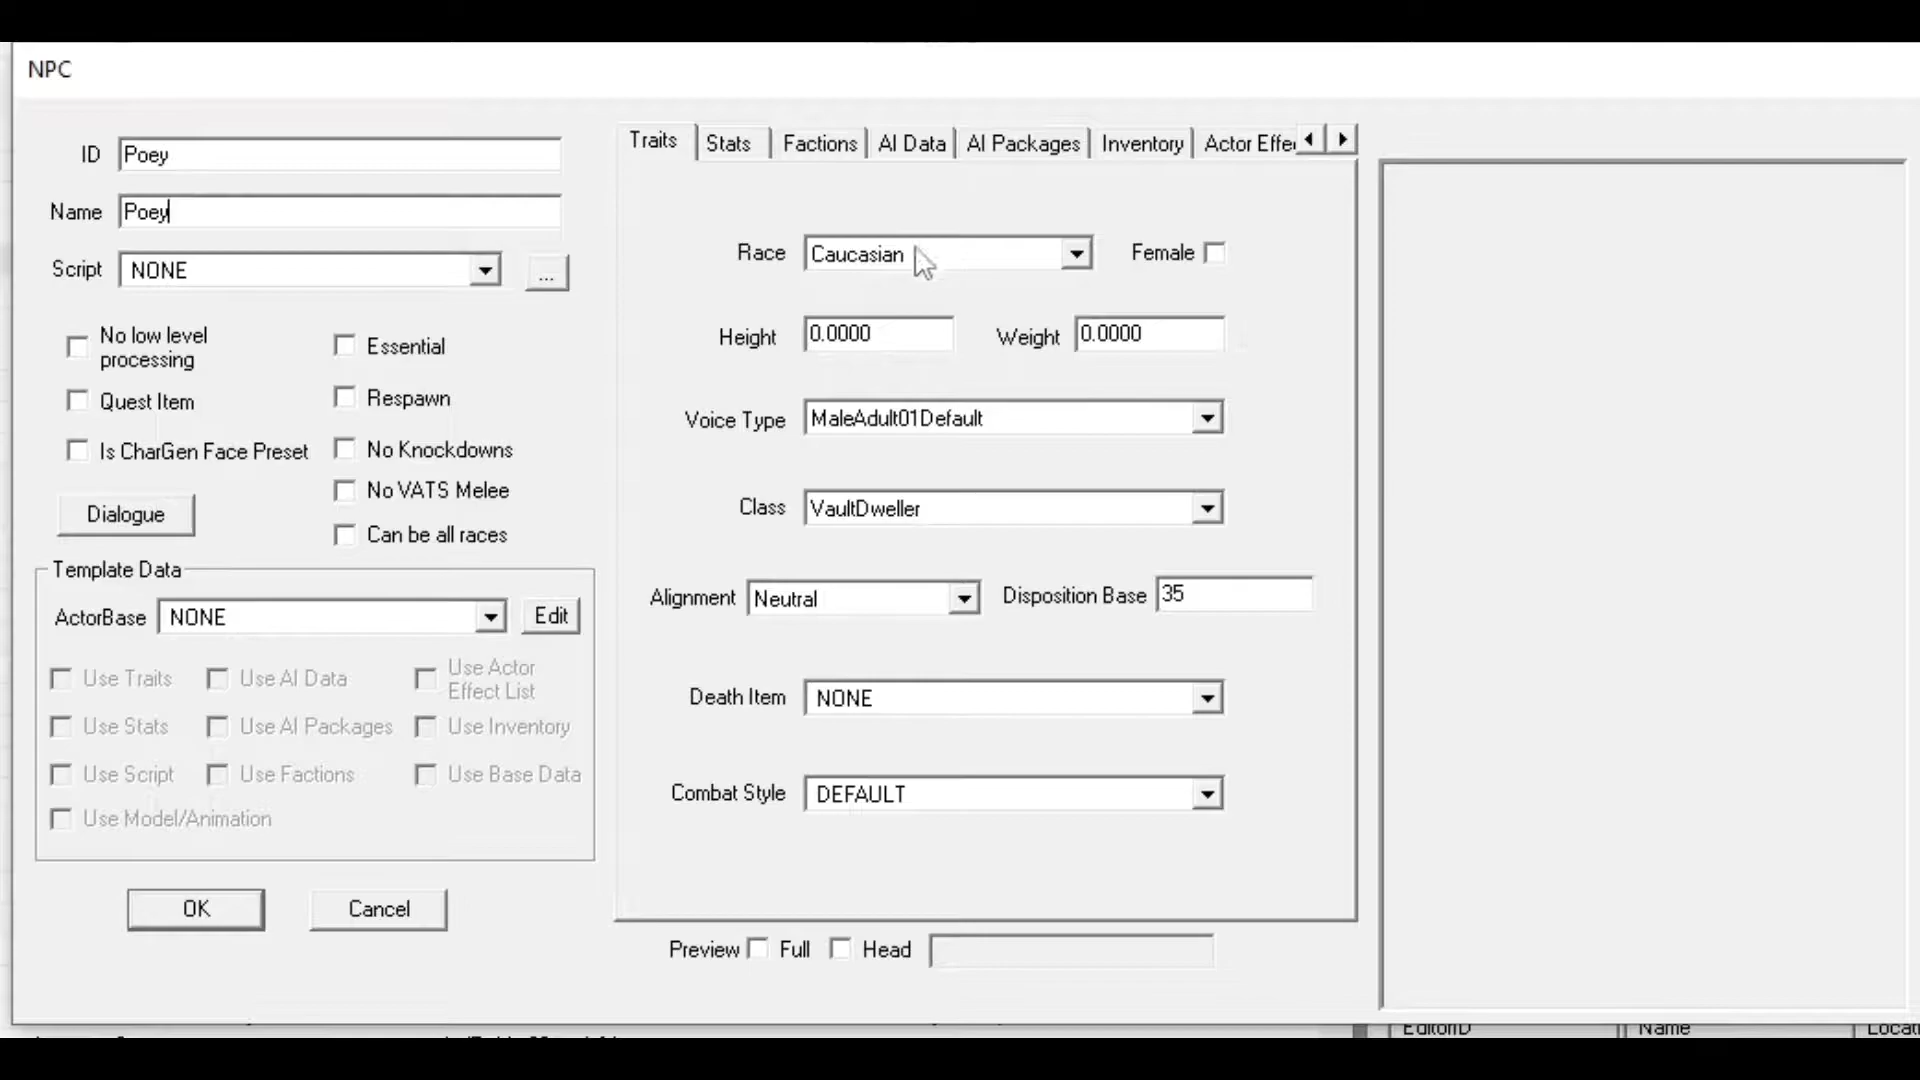 NPC
ID Poey
Name Poey
Script NONE ...
No low level
processing
Essential
Quest Item
Respawn
Is CharGen Face Preset
No Knockdowns
Dialogue
No VATS Melee
Can be all races
Template Data
ActorBase NONE Edit
Use Traits Use AI Data Use Actor
Effect List
Use Stats Use AI Packages Use Inventory
Use Script Use Factions Use Base Data
Use Model/Animation
OK Cancel
Traits Stats Factions AI Data AI Packages Inventory Actor Effe
Race Caucasian Female
Height 0.0000 Weight 0.0000
Voice Type MaleAdult01Default
Class VaultDweller
Alignment Neutral Disposition Base 35
Death Item NONE
Combat Style DEFAULT
Preview Full Head
EditorID Name Locati